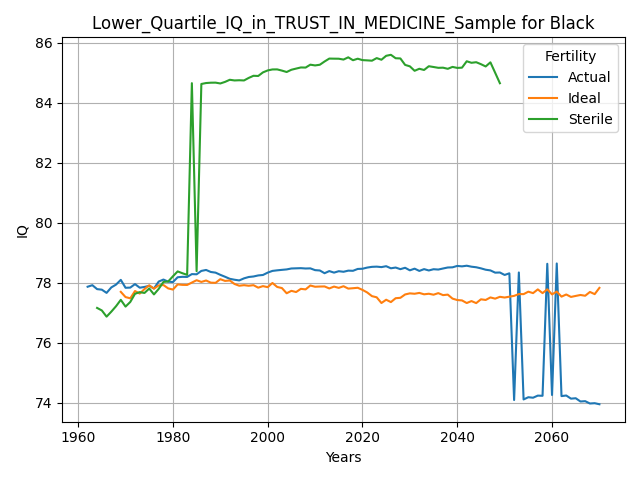 Lower_Quartile_IQ_in_TRUST_IN_MEDICINE_Sample for Black
Fertility
Actual
Ideal
Sterile
IQ
86
84
82
80
78
76
74
1960
1980
2000
2020
2040
2060
Years